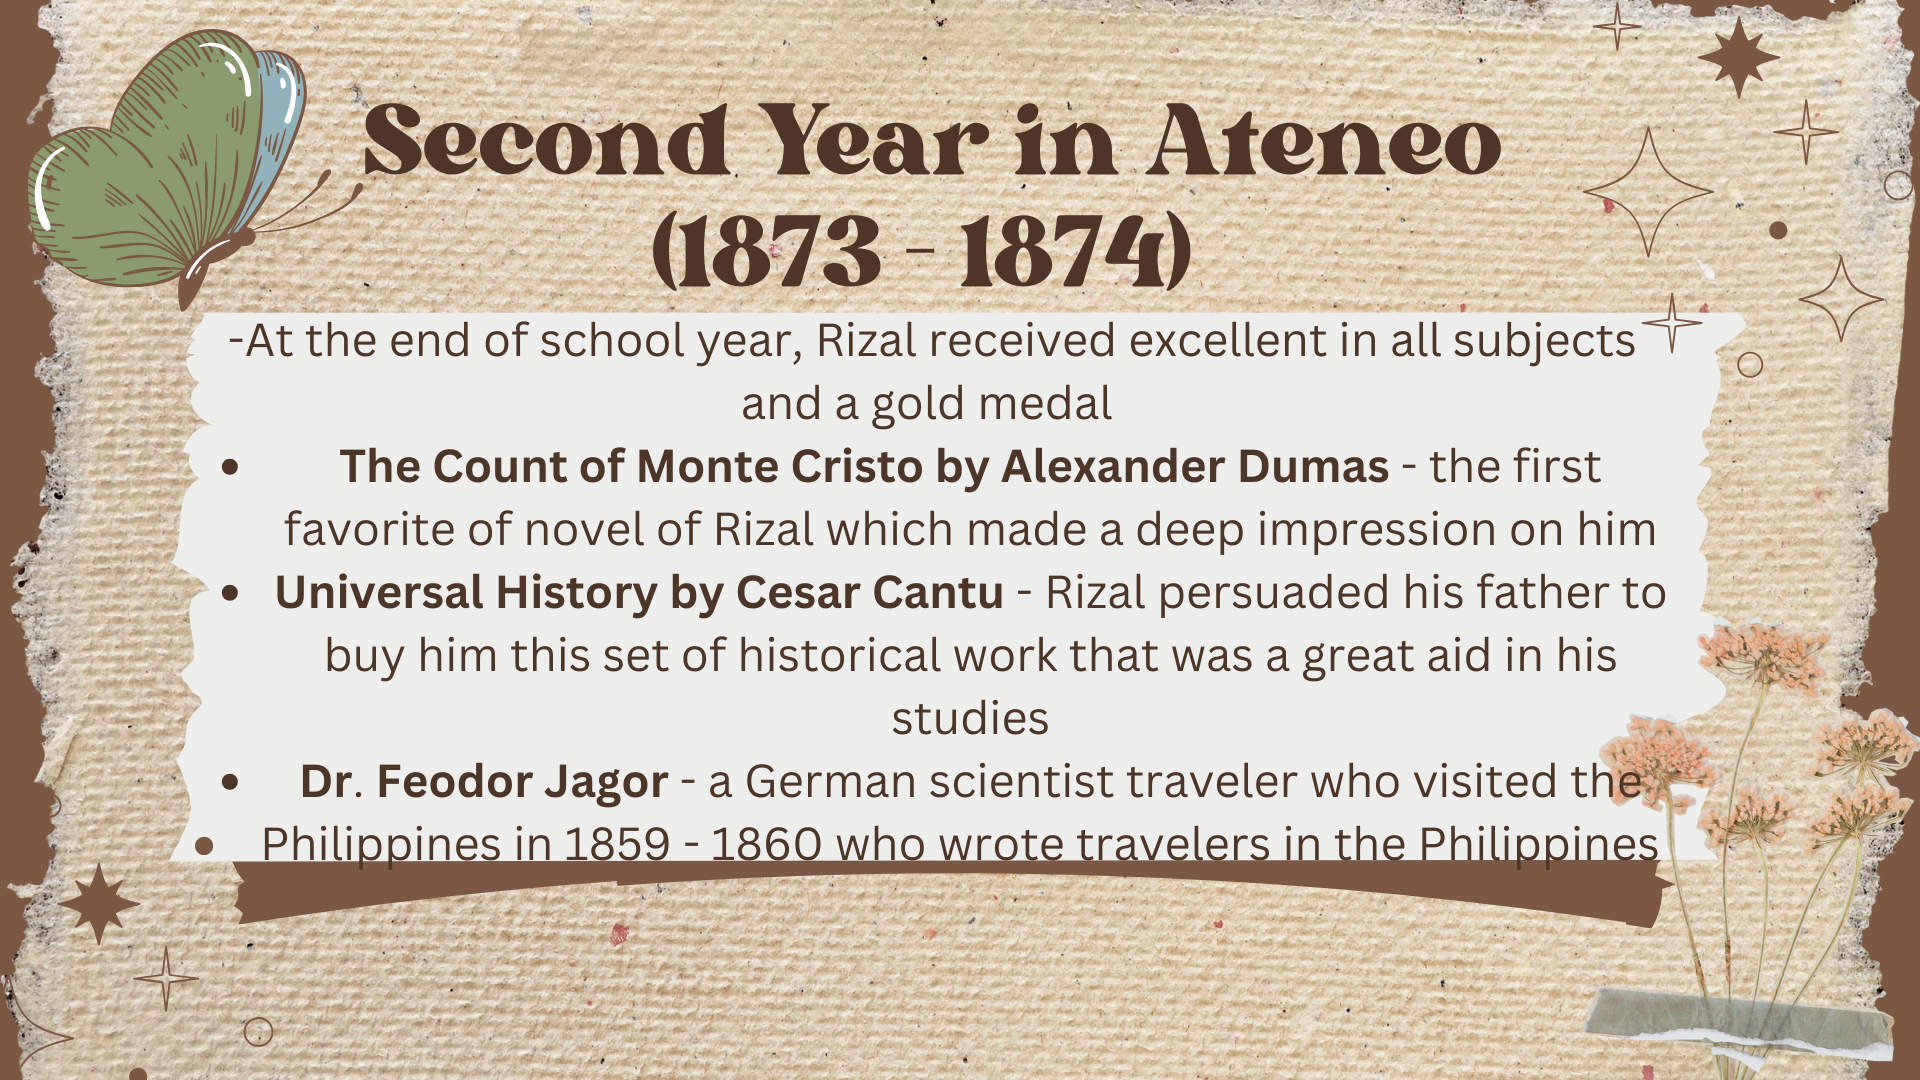 Second Year in Ateneo
(1873 - 1874)
-At the end of school year, Rizal received excellent in all subjects
and a gold medal
• The Count of Monte Cristo by Alexander Dumas - the first
favorite of novel of Rizal which made a deep impression on him
• Universal History by Cesar Cantu - Rizal persuaded his father to
buy him this set of historical work that was a great aid in his
studies
• Dr. Feodor Jagor - a German scientist traveler who visited the
Philippines in 1859 - 1860 who wrote travelers in the Philippines